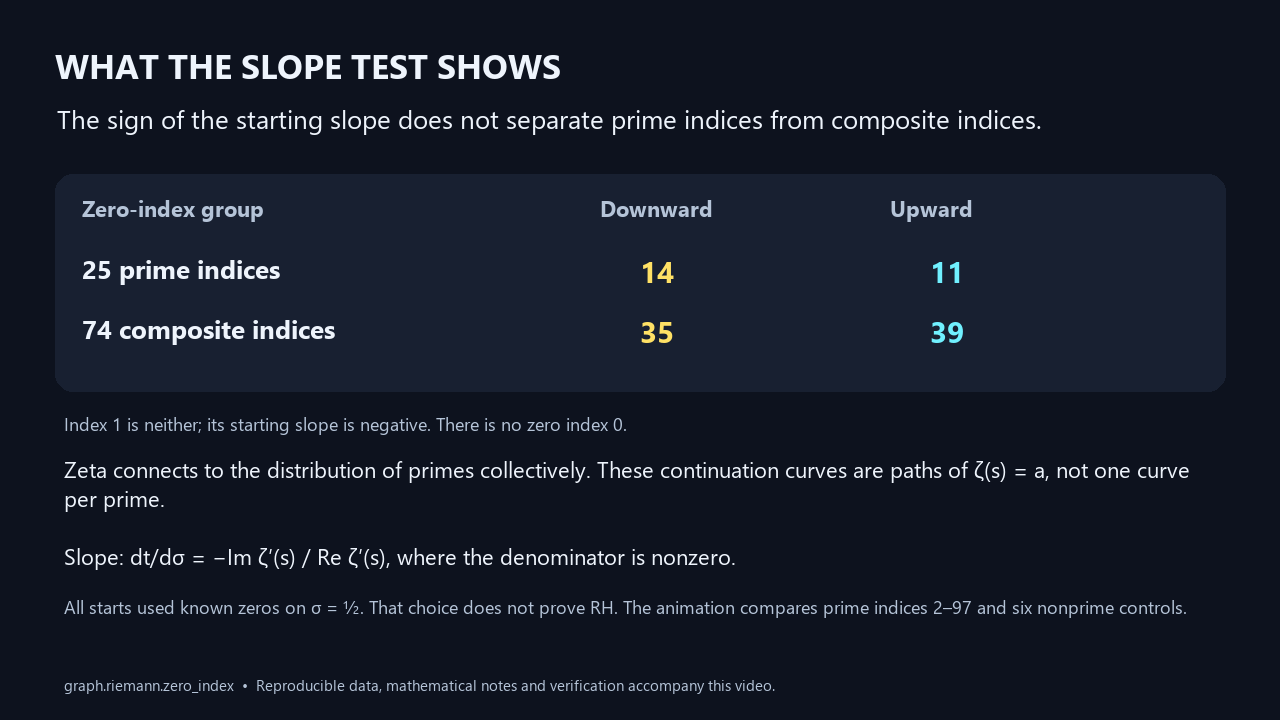 WHAT THE SLOPE TEST SHOWS
The sign of the starting slope does not separate prime indices from composite indices.
Zero-index group Downward Upward
25 prime indices 14 11
74 composite indices 35 39
Index 1 is neither; its starting slope is negative. There is no zero index 0.
Zeta connects to the distribution of primes collectively. These continuation curves are paths of ζ(s) = a, not one curve
per prime.
Slope: dt/dσ = −Im ζ′(s) / Re ζ′(s), where the denominator is nonzero.
All starts used known zeros on σ = ½. That choice does not prove RH. The animation compares prime indices 2–97 and six nonprime controls.
graph.riemann.zero_index • Reproducible data, mathematical notes and verification accompany this video.